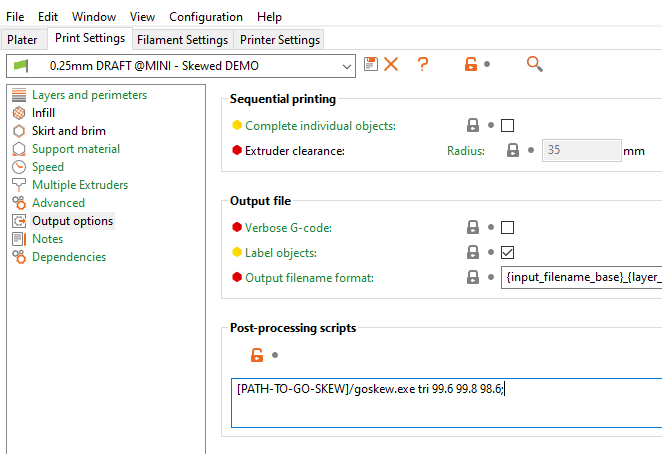 File Edit Window View Configuration Help
Plater Print Settings Filament Settings Printer Settings
0.25mm DRAFT @MINI - Skewed DEMO ?
Layers and perimeters
Infill
Skirt and brim
Support material
Speed
Multiple Extruders
Advanced
Output options
Notes
Dependencies
Sequential printing
Complete individual objects:
Extruder clearance: Radius: 35 mm
Output file
Verbose G-code:
Label objects:
Output filename format: {input_filename_base}_{layer_
Post-processing scripts
[PATH-TO-GO-SKEW]/goskew.exe tri 99.6 99.8 98.6;